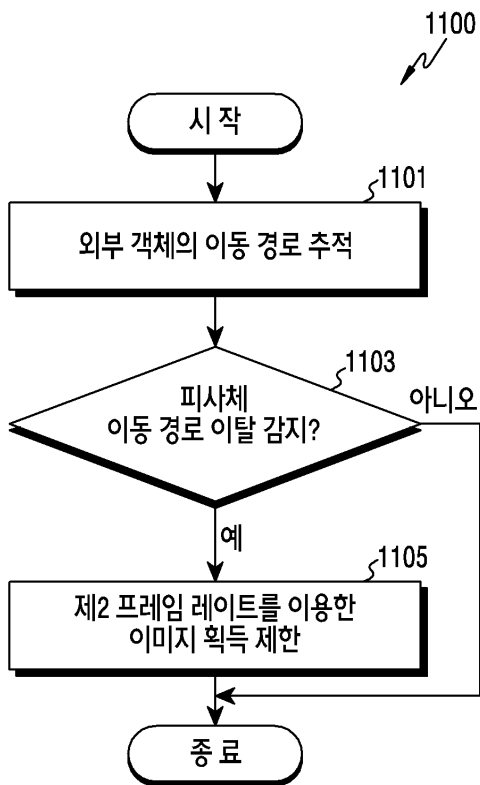 1100
시 작
1101
외부 객체의 이동 경로 추적
1103
피사체
이동 경로 이탈 감지?
아니오
예
1105
제2 프레임 레이트를 이용한
이미지 획득 제한
종 료